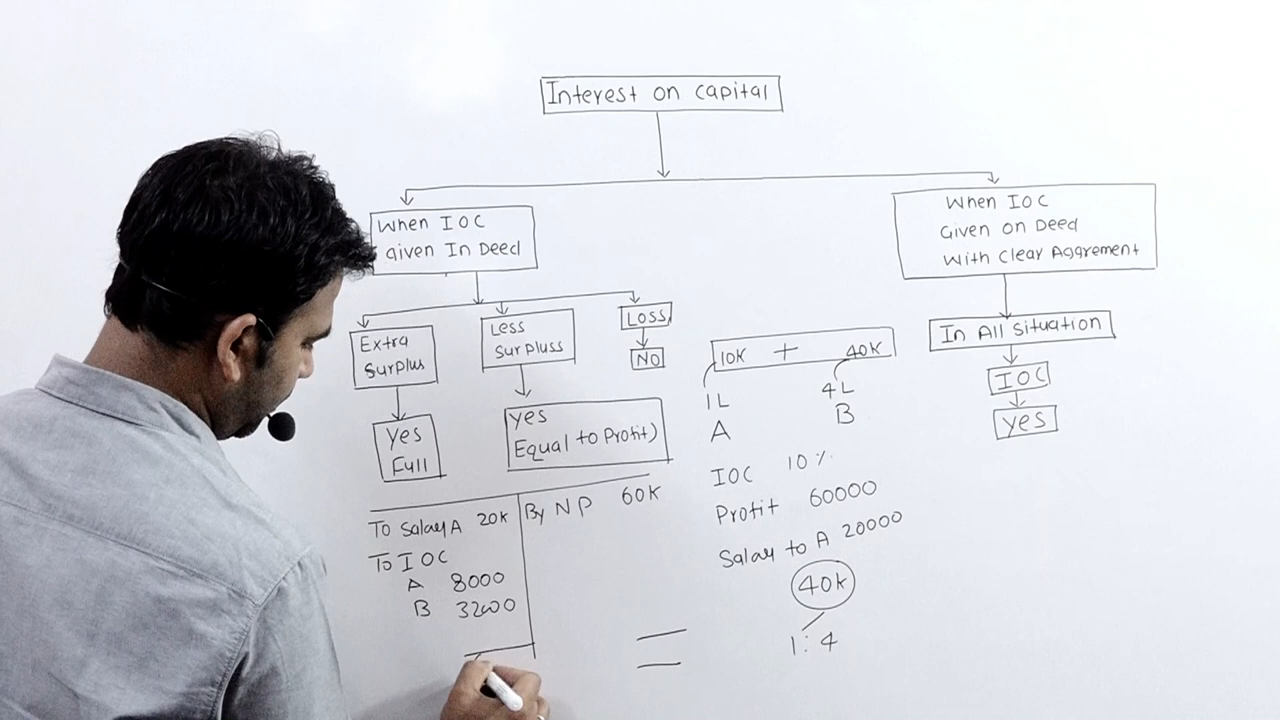 Interest on capital
When IOC
given In Deed
When IOC
Given on Deed
With Clear Aggrement
Extra
Surplus
Yes
Full
Less
Surpluss
yes
Equal to Profit)
Loss
NO
10K + 40K
1L 4L
A B
IOC 10%
Profit 60000
Salary to A 20000
40K
1:4
In All Situation
IOC
yes
To Salary A 20K By NP 60K
To IOC
A 8000
B 32000